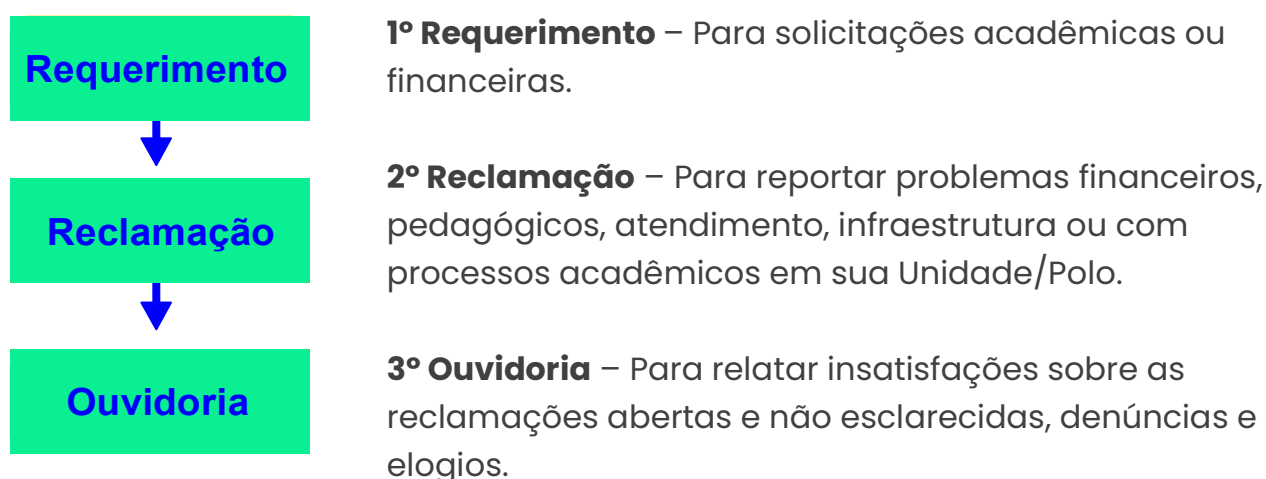 Requerimento
1º Requerimento – Para solicitações acadêmicas ou
financeiras.
Reclamação
2º Reclamação – Para reportar problemas financeiros,
pedagógicos, atendimento, infraestrutura ou com
processos acadêmicos em sua Unidade/Polo.
Ouvidoria
3º Ouvidoria – Para relatar insatisfações sobre as
reclamações abertas e não esclarecidas, denúncias e
elogios.